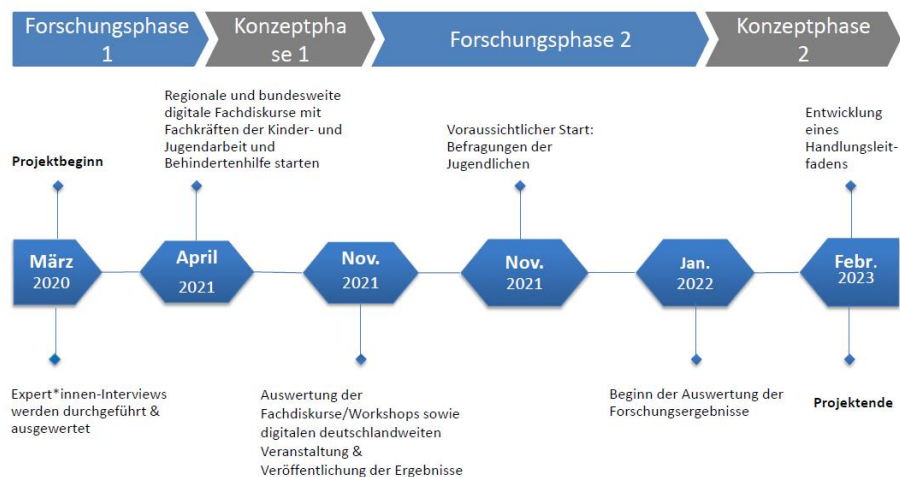 Forschungsphase
1
Konzeptpha
se 1
Forschungsphase 2
Konzeptphase
2
Projektbeginn
Regionale und bundesweite
digitale Fachdiskurse mit
Fachkräften der Kinder- und
Jugendarbeit und
Behindertenhilfe starten
Voraussichtlicher Start:
Befragungen der
Jugendlichen
Entwicklung
eines
Handlungsleit-
fadens
März
2020
April
2021
Nov.
2021
Nov.
2021
Jan.
2022
Febr.
2023
Expert*innen-Interviews
werden durchgeführt &
ausgewertet
Auswertung der
Fachdiskurse/Workshops sowie
digitalen deutschlandweiten
Veranstaltung &
Veröffentlichung der Ergebnisse
Beginn der Auswertung der
Forschungsergebnisse
Projektende